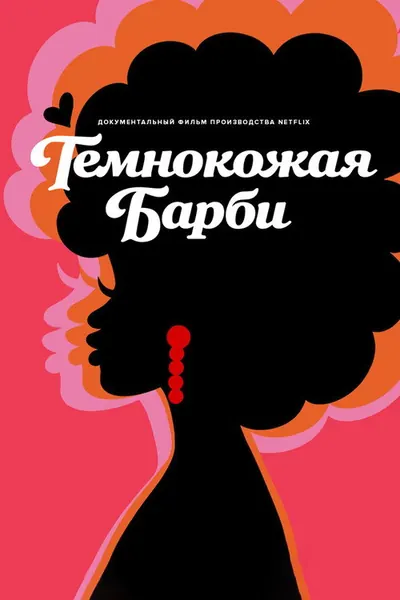 ДОКУМЕНТАЛЬНЫЙ ФИЛЬМ ПРОИЗВОДСТВА NETFLIX
Темнокожая
Барби